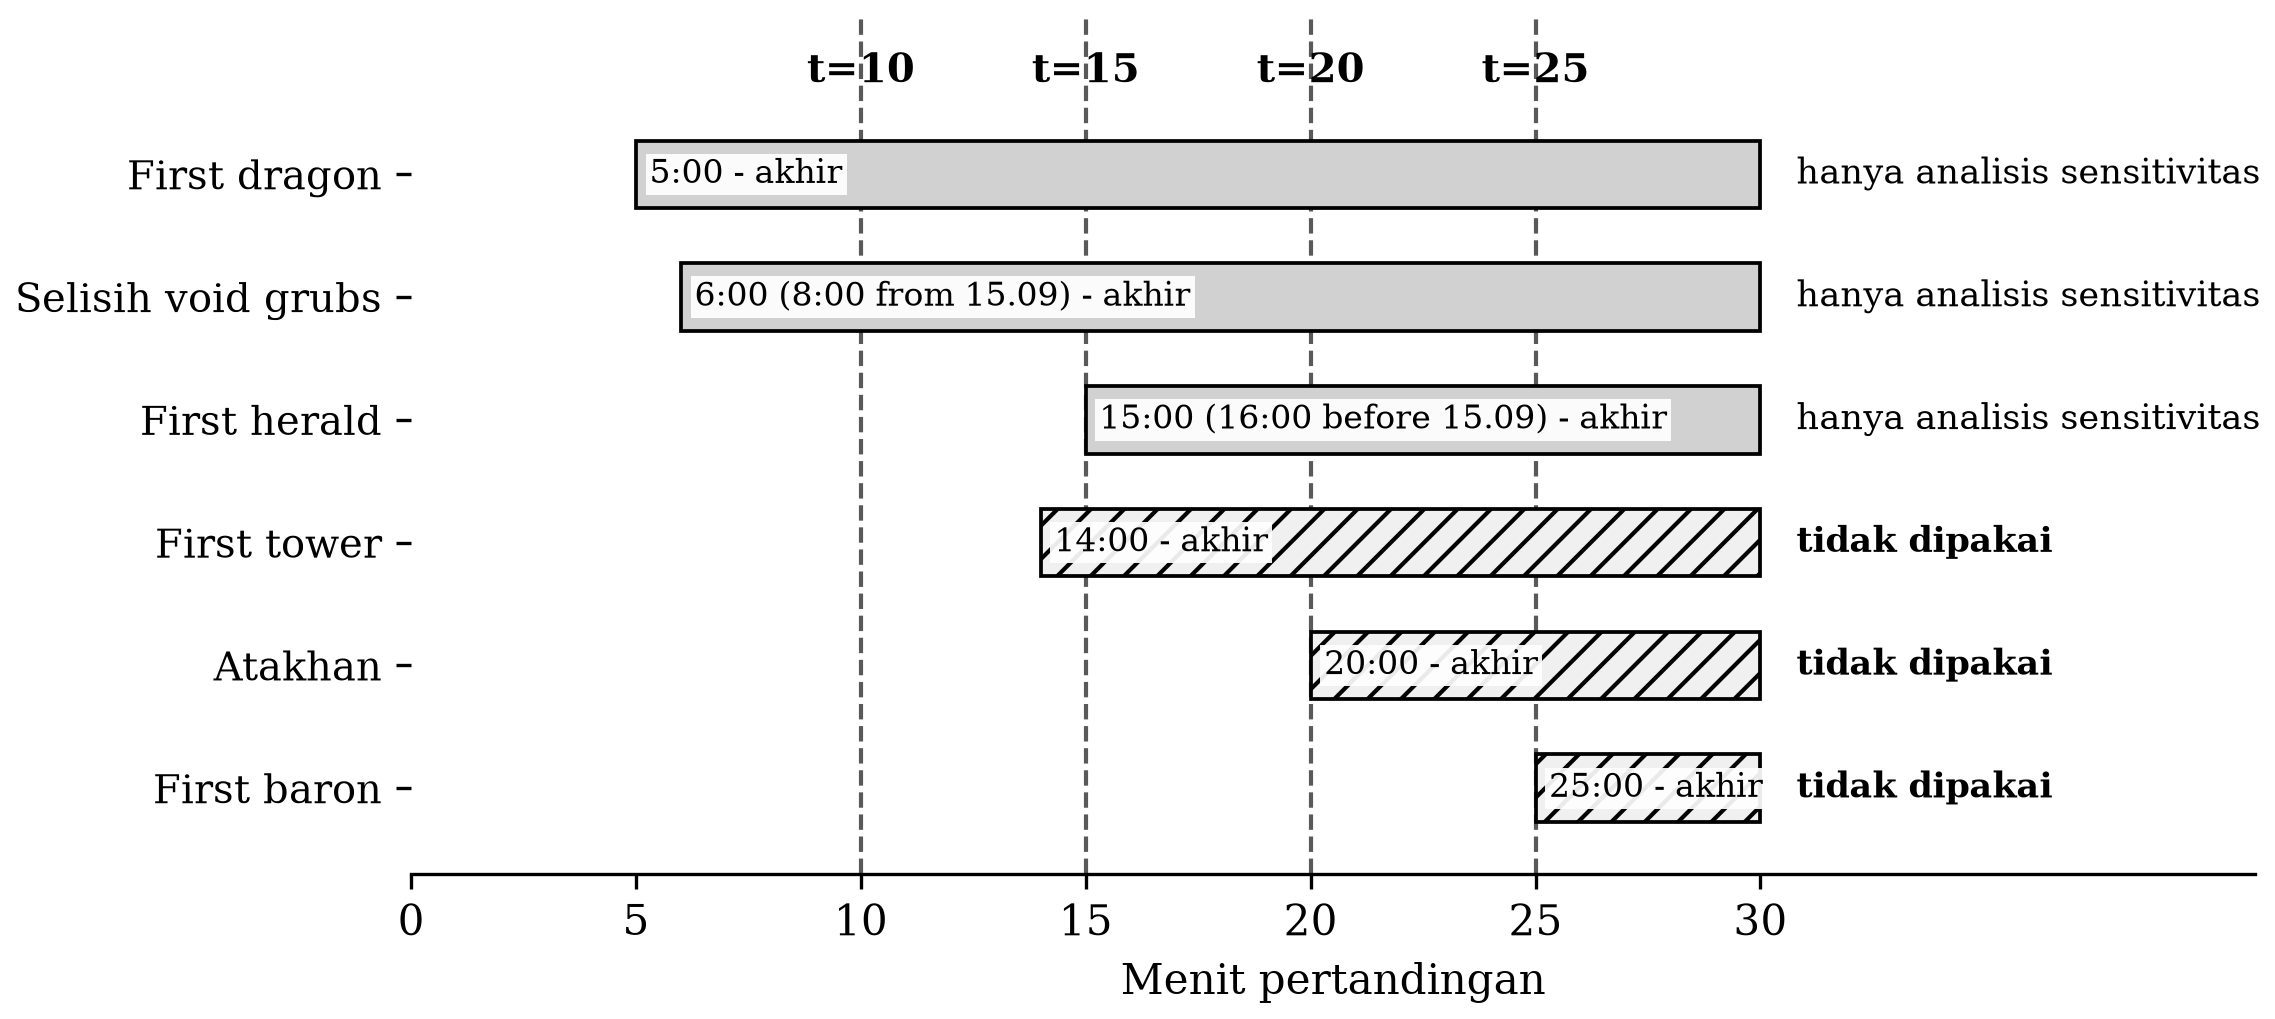 t=10 t=15 t=20 t=25
First dragon 5:00 - akhir hanya analisis sensitivitas
Selisih void grubs 6:00 (8:00 from 15.09) - akhir hanya analisis sensitivitas
First herald 15:00 (16:00 before 15.09) - akhir hanya analisis sensitivitas
First tower 14:00 - akhir tidak dipakai
Atakhan 20:00 - akhir tidak dipakai
First baron 25:00 - akhir tidak dipakai
0 5 10 15 20 25 30
Menit pertandingan